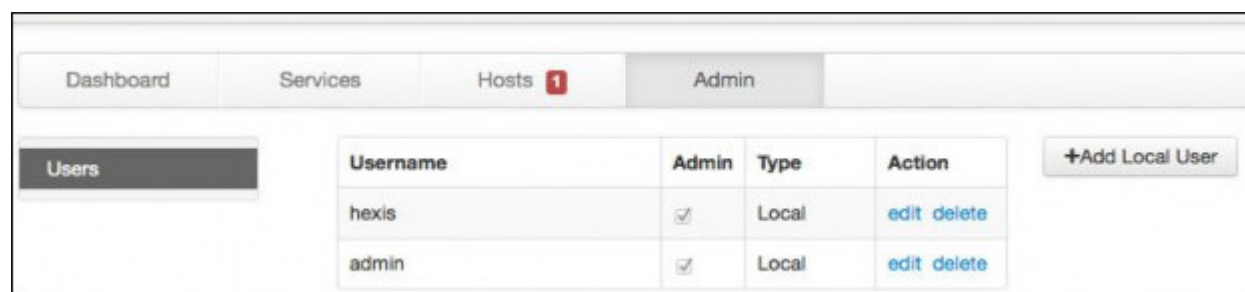 Dashboard Services Hosts 1 Admin
Users
Username Admin Type Action
+Add Local User
hexis Local edit delete
admin Local edit delete